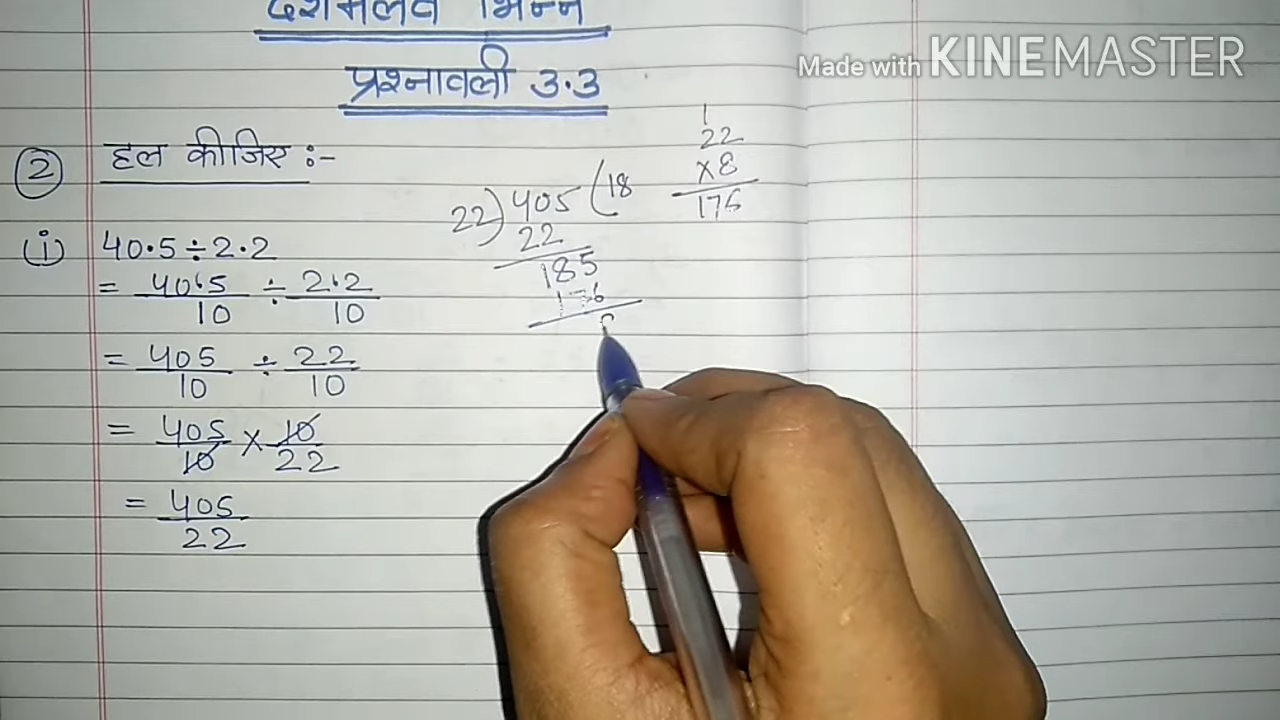 दशमलव भिन्न
प्रश्नावली 3.3
Made with KINEMASTER
② हल कीजिए :-
(i) 40.5 ÷ 2.2
= 40.5/10 ÷ 2.2/10
= 405/10 ÷ 22/10
= 405/10 × 10/22
= 405/22
22) 405 (18
22
185
176
1
22
×8
176